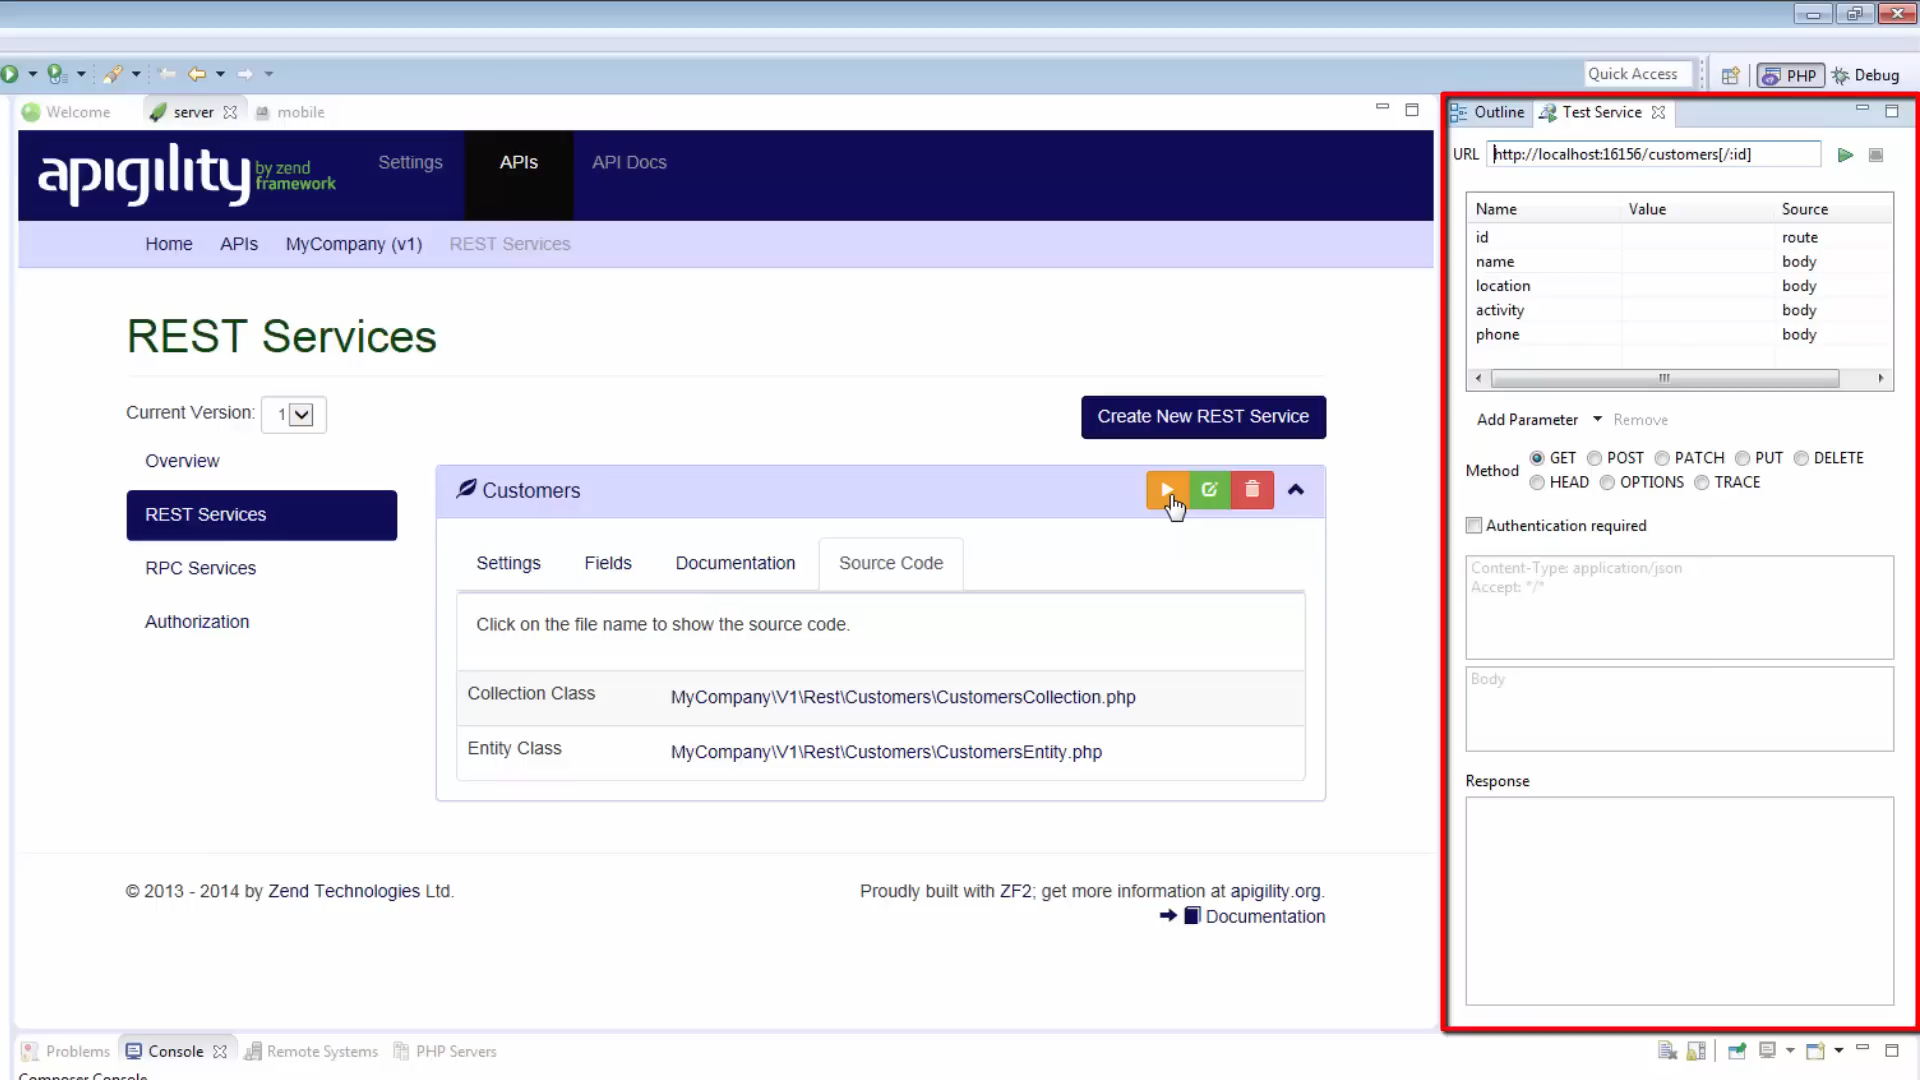 Quick Access
PHP
Debug
Welcome
server
mobile
Outline
Test Service
apigility by zend framework
Settings
APIs
API Docs
Home
APIs
MyCompany (v1)
REST Services
REST Services
Current Version: 1
Create New REST Service
Overview
REST Services
RPC Services
Authorization
Customers
Settings
Fields
Documentation
Source Code
Click on the file name to show the source code.
Collection Class MyCompany\V1\Rest\Customers\CustomersCollection.php
Entity Class MyCompany\V1\Rest\Customers\CustomersEntity.php
© 2013 - 2014 by Zend Technologies Ltd.
Proudly built with ZF2; get more information at apigility.org.
Documentation
URL http://localhost:16156/customers[/:id]
Name Value Source
id route
name body
location body
activity body
phone body
Add Parameter Remove
Method GET POST PATCH PUT DELETE
HEAD OPTIONS TRACE
Authentication required
Content-Type: application/json
Accept: */*
Body
Response
Problems
Console
Remote Systems
PHP Servers
Composer Console